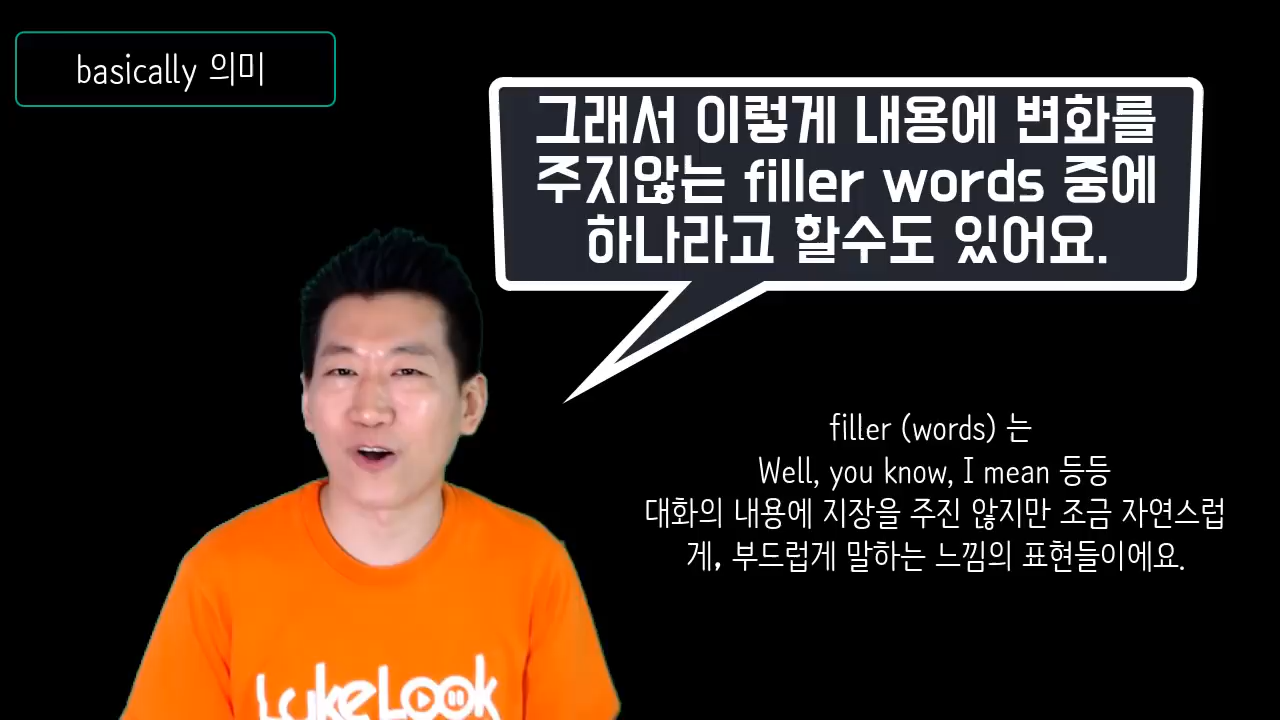 basically 의미
그래서 이렇게 내용에 변화를
주지않는 filler words 중에
하나라고 할수도 있어요.
filler (words) 는
Well, you know, I mean 등등
대화의 내용에 지장을 주진 않지만 조금 자연스럽
게, 부드럽게 말하는 느낌의 표현들이에요.
LukeLook